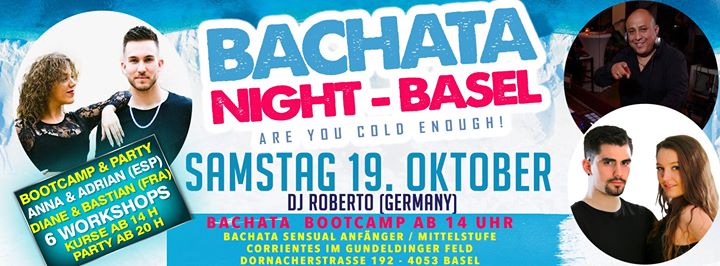 BACHATA
NIGHT - BASEL
ARE YOU COLD ENOUGH!
SAMSTAG 19. OKTOBER
DJ ROBERTO (GERMANY)
BACHATA BOOTCAMP AB 14 UHR
BACHATA SENSUAL ANFÄNGER / MITTELSTUFE
CORRIENTES IM GUNDELDINGER FELD
DORNACHERSTRASSE 192 - 4053 BASEL
BOOTCAMP & PARTY
ANNA & ADRIAN (ESP)
DIANE & BASTIAN (FRA)
6 WORKSHOPS
KURSE AB 14 H
PARTY AB 20 H